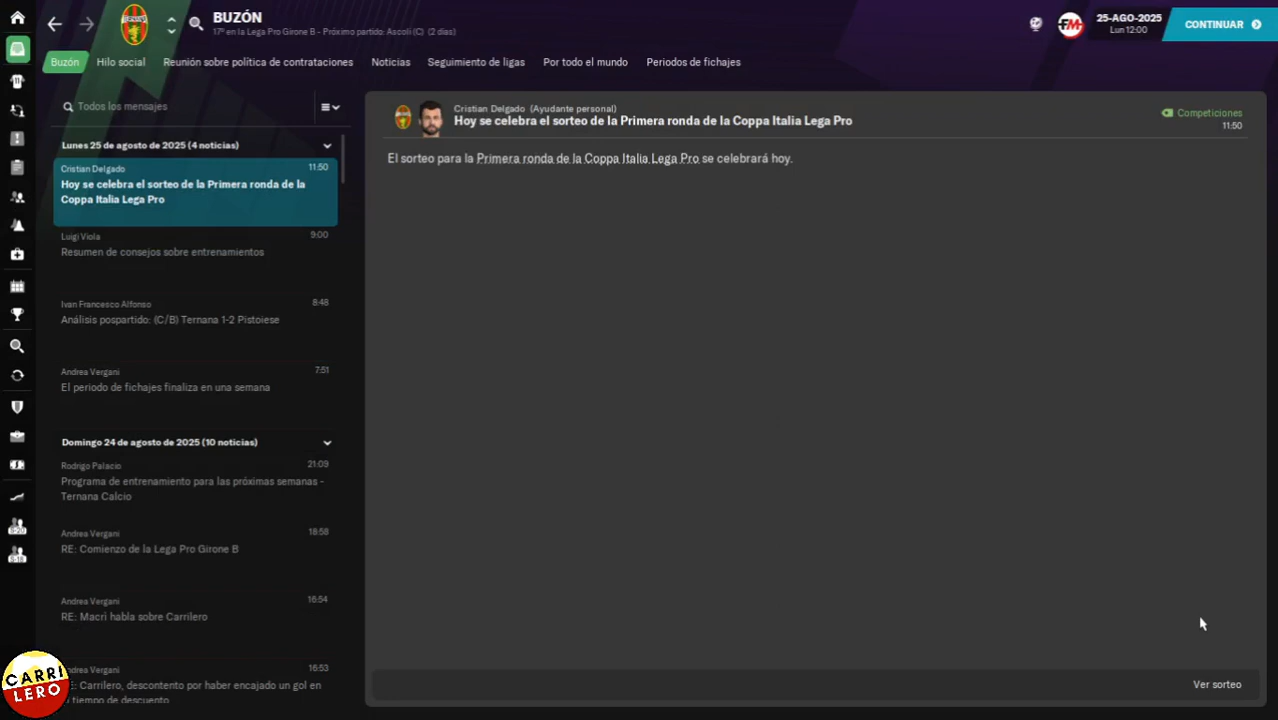 BUZÓN
17º en la Lega Pro Girone B - Próximo partido: Ascoli (C) (2 días)
25-AGO-2025
Lun 12:00
CONTINUAR
Buzón
Hilo social
Reunión sobre política de contrataciones
Noticias
Seguimiento de ligas
Por todo el mundo
Periodos de fichajes
Todos los mensajes
Lunes 25 de agosto de 2025 (4 noticias)
Cristian Delgado 11:50
Hoy se celebra el sorteo de la Primera ronda de la
Coppa Italia Lega Pro
Luigi Viola 9:00
Resumen de consejos sobre entrenamientos
Ivan Francesco Alfonso 8:48
Análisis pospartido: (C/B) Ternana 1-2 Pistoiese
Andrea Vergani 7:51
El periodo de fichajes finaliza en una semana
Domingo 24 de agosto de 2025 (10 noticias)
Rodrigo Palacio 21:09
Programa de entrenamiento para las próximas semanas -
Ternana Calcio
Andrea Vergani 18:58
RE: Comienzo de la Lega Pro Girone B
Andrea Vergani 16:54
RE: Macri habla sobre Carrilero
Andrea Vergani 16:53
RE: Carrilero, descontento por haber encajado un gol en
tiempo de descuento
Cristian Delgado (Ayudante personal)
Hoy se celebra el sorteo de la Primera ronda de la Coppa Italia Lega Pro
Competiciones
11:50
El sorteo para la Primera ronda de la Coppa Italia Lega Pro se celebrará hoy.
Ver sorteo
CARRI
LERO